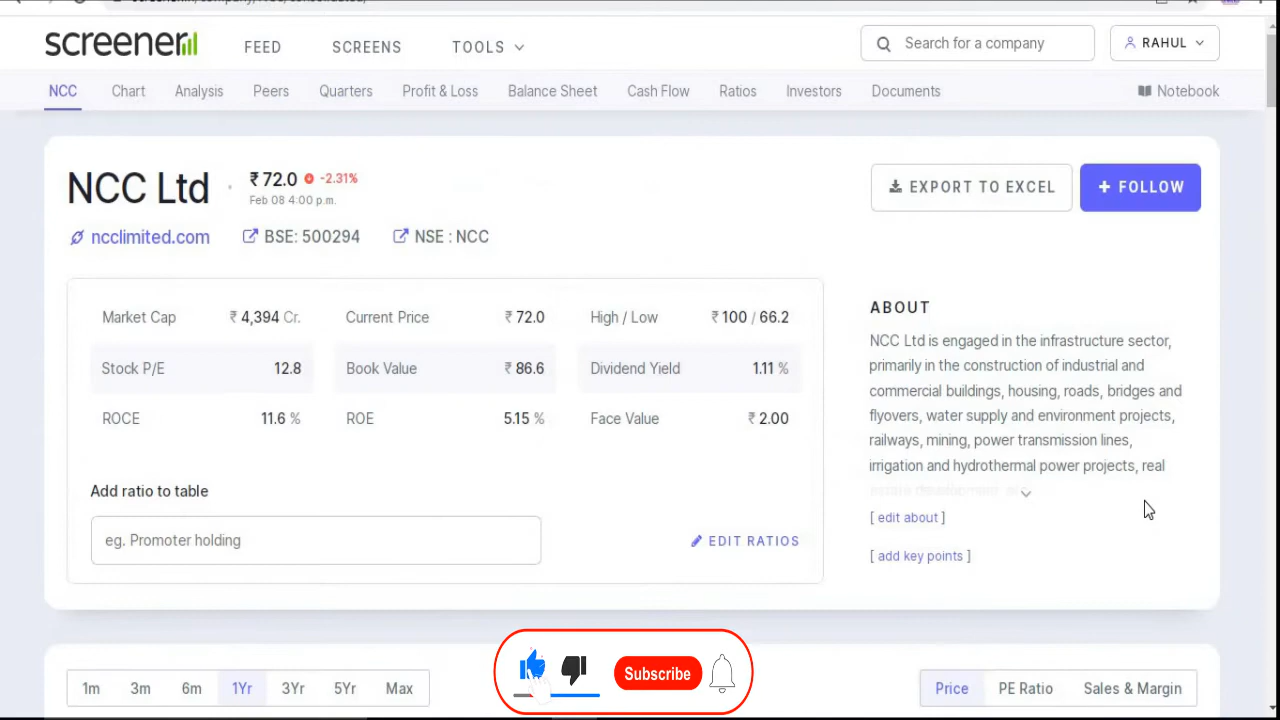 screener
FEED SCREENS TOOLS
Search for a company
RAHUL
NCC Chart Analysis Peers Quarters Profit & Loss Balance Sheet Cash Flow Ratios Investors Documents Notebook
NCC Ltd
₹ 72.0 -2.31%
Feb 08 4:00 p.m.
EXPORT TO EXCEL
+ FOLLOW
ncclimited.com BSE: 500294 NSE : NCC
Market Cap ₹ 4,394 Cr. Current Price ₹ 72.0 High / Low ₹ 100 / 66.2
Stock P/E 12.8 Book Value ₹ 86.6 Dividend Yield 1.11 %
ROCE 11.6 % ROE 5.15 % Face Value ₹ 2.00
Add ratio to table
eg. Promoter holding
EDIT RATIOS
ABOUT
NCC Ltd is engaged in the infrastructure sector,
primarily in the construction of industrial and
commercial buildings, housing, roads, bridges and
flyovers, water supply and environment projects,
railways, mining, power transmission lines,
irrigation and hydrothermal power projects, real
[ edit about ]
[ add key points ]
1m 3m 6m 1Yr 3Yr 5Yr Max
Subscribe
Price PE Ratio Sales & Margin